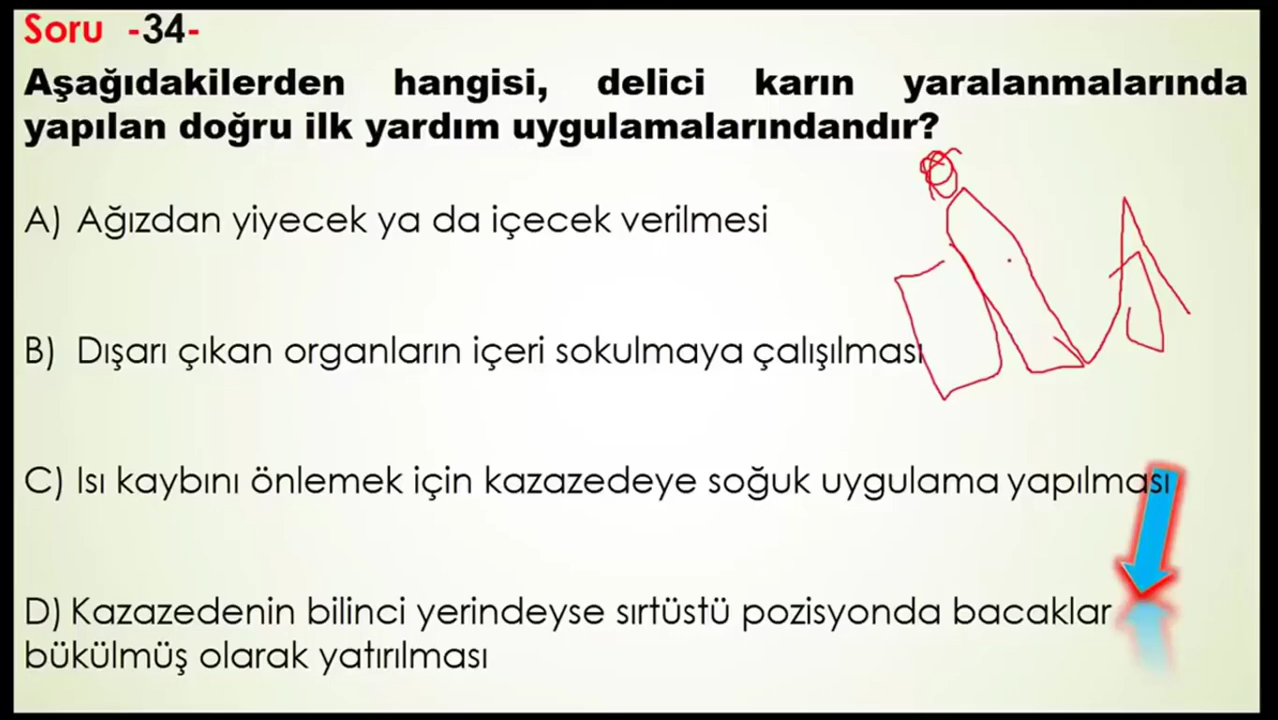 Soru -34-
Aşağıdakilerden hangisi, delici karın yaralanmalarında
yapılan doğru ilk yardım uygulamalarındandır?
A) Ağızdan yiyecek ya da içecek verilmesi
B) Dışarı çıkan organların içeri sokulmaya çalışılması
C) Isı kaybını önlemek için kazazedeye soğuk uygulama yapılması
D) Kazazedenin bilinci yerindeyse sırtüstü pozisyonda bacaklar
bükülmüş olarak yatırılması